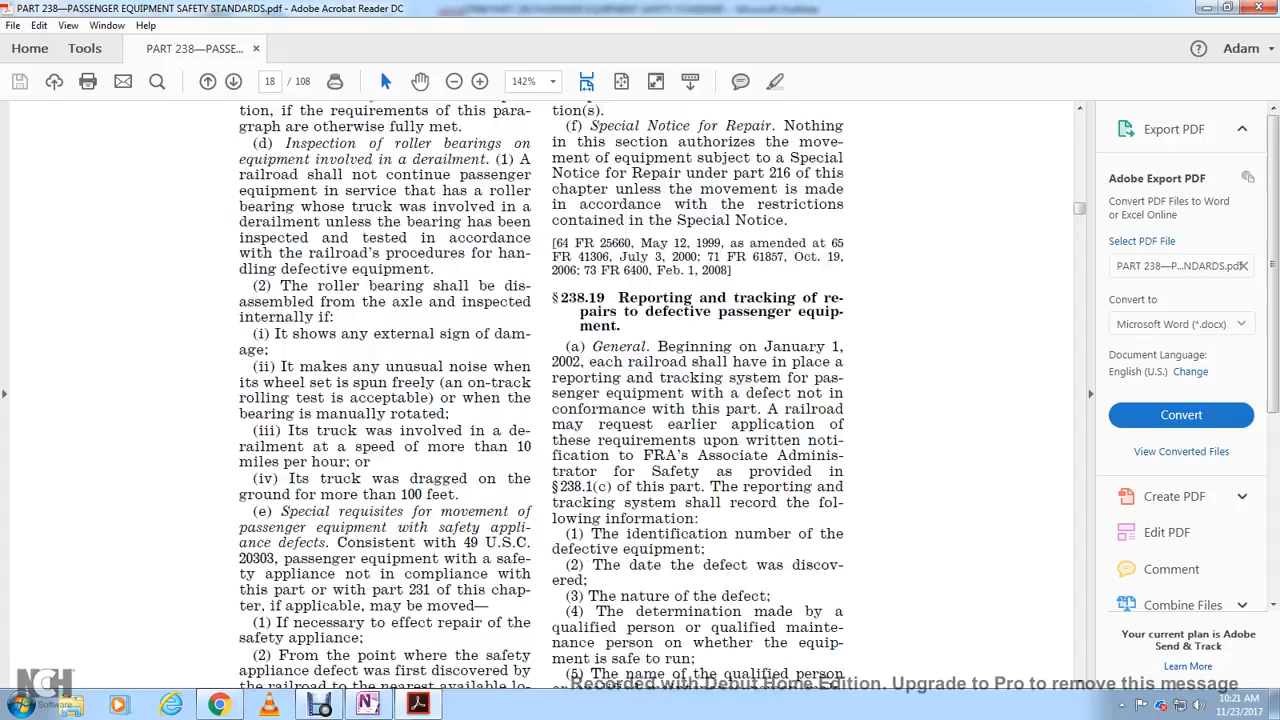 PART 238—PASSENGER EQUIPMENT SAFETY STANDARDS.pdf - Adobe Acrobat Reader DC
File Edit View Window Help
Home Tools PART 238—PASSE... × Adam
18 / 108 142%
tion, if the requirements of this para-
graph are otherwise fully met.
(d) Inspection of roller bearings on
equipment involved in a derailment. (1) A
railroad shall not continue passenger
equipment in service that has a roller
bearing whose truck was involved in a
derailment unless the bearing has been
inspected and tested in accordance
with the railroad's procedures for han-
dling defective equipment.
(2) The roller bearing shall be dis-
assembled from the axle and inspected
internally if:
(i) It shows any external sign of dam-
age;
(ii) It makes any unusual noise when
its wheel set is spun freely (an on-track
rolling test is acceptable) or when the
bearing is manually rotated;
(iii) Its truck was involved in a de-
railment at a speed of more than 10
miles per hour; or
(iv) Its truck was dragged on the
ground for more than 100 feet.
(e) Special requisites for movement of
passenger equipment with safety appli-
ance defects. Consistent with 49 U.S.C.
20303, passenger equipment with a safe-
ty appliance not in compliance with
this part or with part 231 of this chap-
ter, if applicable, may be moved—
(1) If necessary to effect repair of the
safety appliance;
(2) From the point where the safety
appliance defect was first discovered by
the railroad to the nearest available lo-
tion(s).
(f) Special Notice for Repair. Nothing
in this section authorizes the move-
ment of equipment subject to a Special
Notice for Repair under part 216 of this
chapter unless the movement is made
in accordance with the restrictions
contained in the Special Notice.
[64 FR 25660, May 12, 1999, as amended at 65
FR 41306, July 3, 2000; 71 FR 61857, Oct. 19,
2006; 73 FR 6400, Feb. 1, 2008]
§ 238.19 Reporting and tracking of re-
pairs to defective passenger equip-
ment.
(a) General. Beginning on January 1,
2002, each railroad shall have in place a
reporting and tracking system for pas-
senger equipment with a defect not in
conformance with this part. A railroad
may request earlier application of
these requirements upon written noti-
fication to FRA's Associate Adminis-
trator for Safety as provided in
§ 238.1(c) of this part. The reporting and
tracking system shall record the fol-
lowing information:
(1) The identification number of the
defective equipment;
(2) The date the defect was discov-
ered;
(3) The nature of the defect;
(4) The determination made by a
qualified person or qualified mainte-
nance person on whether the equip-
ment is safe to run;
(5) The name of the qualified person
Export PDF
Adobe Export PDF
Convert PDF Files to Word
or Excel Online
Select PDF File
PART 238—P...NDARDS.pdf
Convert to
Microsoft Word (*.docx)
Document Language:
English (U.S.) Change
Convert
View Converted Files
Create PDF
Edit PDF
Comment
Combine Files
Your current plan is Adobe
Send & Track
Learn More
NCH
Software
Recorded with Debut Home Edition. Upgrade to Pro to remove this message
10:21 AM
11/23/2017